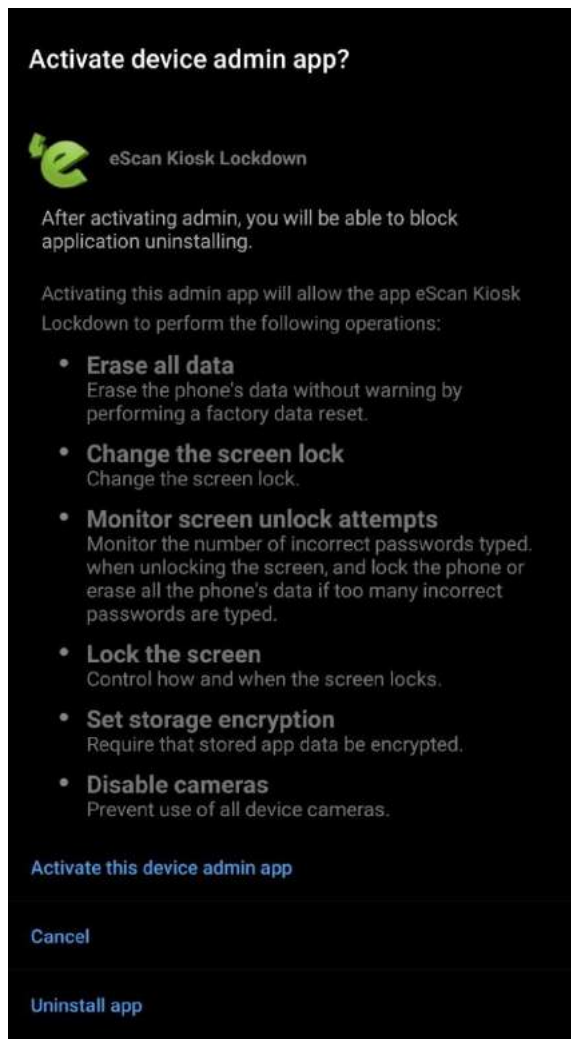 Activate device admin app?
eScan Kiosk Lockdown
After activating admin, you will be able to block
application uninstalling.
Activating this admin app will allow the app eScan Kiosk
Lockdown to perform the following operations:
• Erase all data
Erase the phone's data without warning by
performing a factory data reset.
• Change the screen lock
Change the screen lock.
• Monitor screen unlock attempts
Monitor the number of incorrect passwords typed.
when unlocking the screen, and lock the phone or
erase all the phone's data if too many incorrect
passwords are typed.
• Lock the screen
Control how and when the screen locks.
• Set storage encryption
Require that stored app data be encrypted.
• Disable cameras
Prevent use of all device cameras.
Activate this device admin app
Cancel
Uninstall app